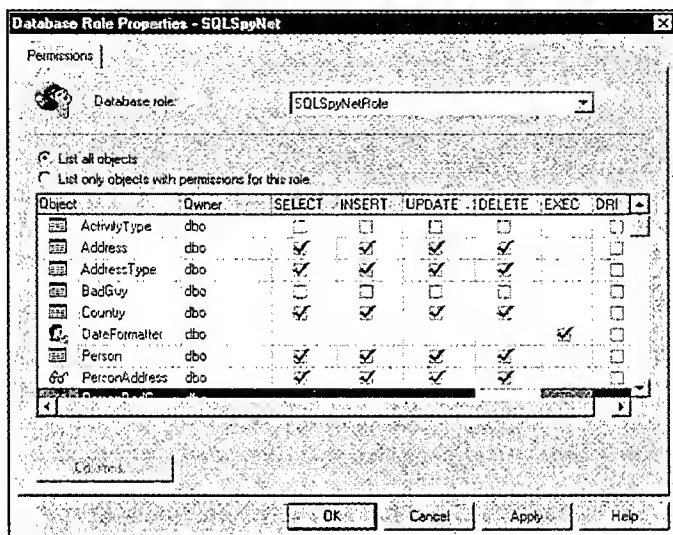 Database Role Properties - SQLSpyNet
Permissions
Database role: SQLSpyNetRole
List all objects
List only objects with permissions for this role.
Object Owner SELECT INSERT UPDATE DELETE EXEC DRI
ActivityType dbo
Address dbo
AddressType dbo
BadGuy dbo
Country dbo
DateFormatter dbo
Person dbo
PersonAddress dbo
Columns...
OK Cancel Apply Help